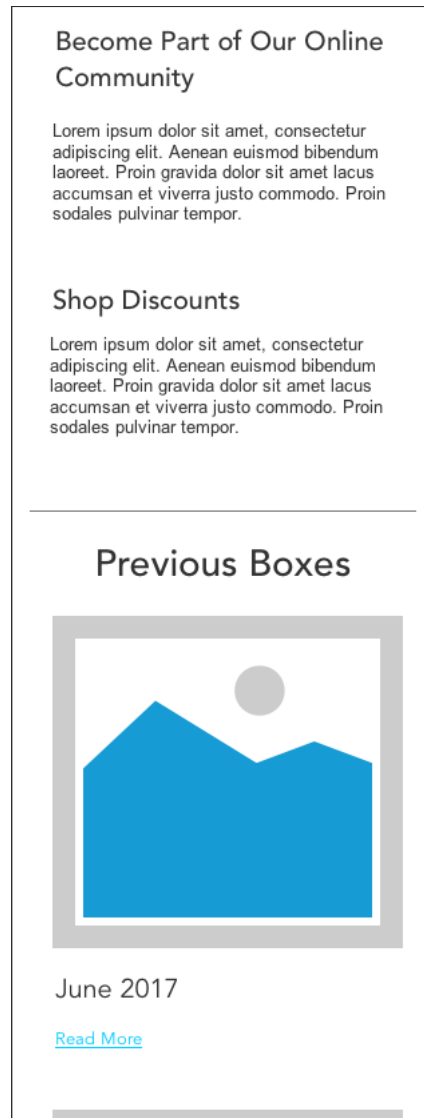 Become Part of Our Online
Community
Lorem ipsum dolor sit amet, consectetur
adipiscing elit. Aenean euismod bibendum
laoreet. Proin gravida dolor sit amet lacus
accumsan et viverra justo commodo. Proin
sodales pulvinar tempor.
Shop Discounts
Lorem ipsum dolor sit amet, consectetur
adipiscing elit. Aenean euismod bibendum
laoreet. Proin gravida dolor sit amet lacus
accumsan et viverra justo commodo. Proin
sodales pulvinar tempor.
Previous Boxes
June 2017
Read More